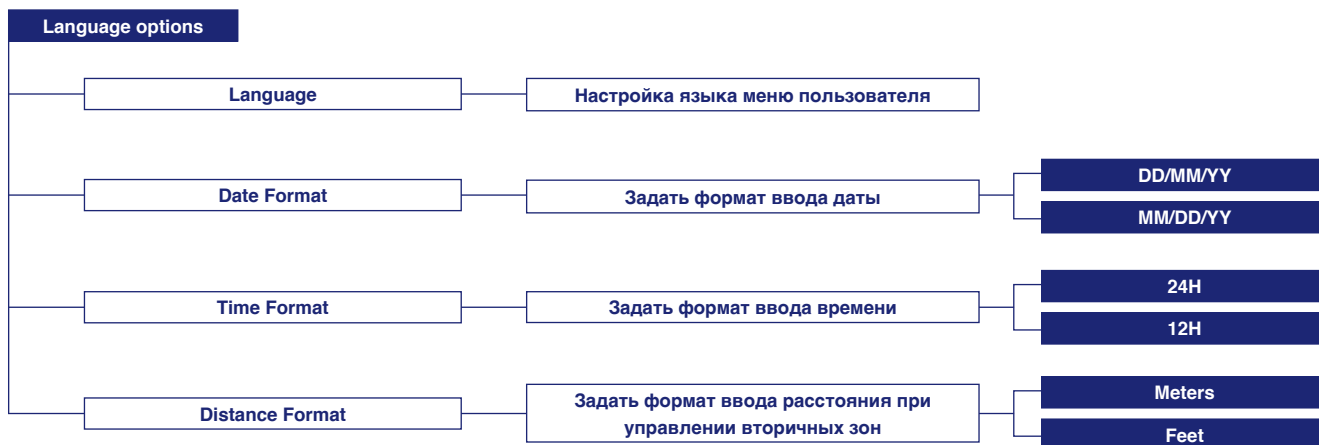 Language options
Language
Настройка языка меню пользователя
Date Format
Задать формат ввода даты
DD/MM/YY
MM/DD/YY
Time Format
Задать формат ввода времени
24H
12H
Distance Format
Задать формат ввода расстояния при
управлении вторичных зон
Meters
Feet